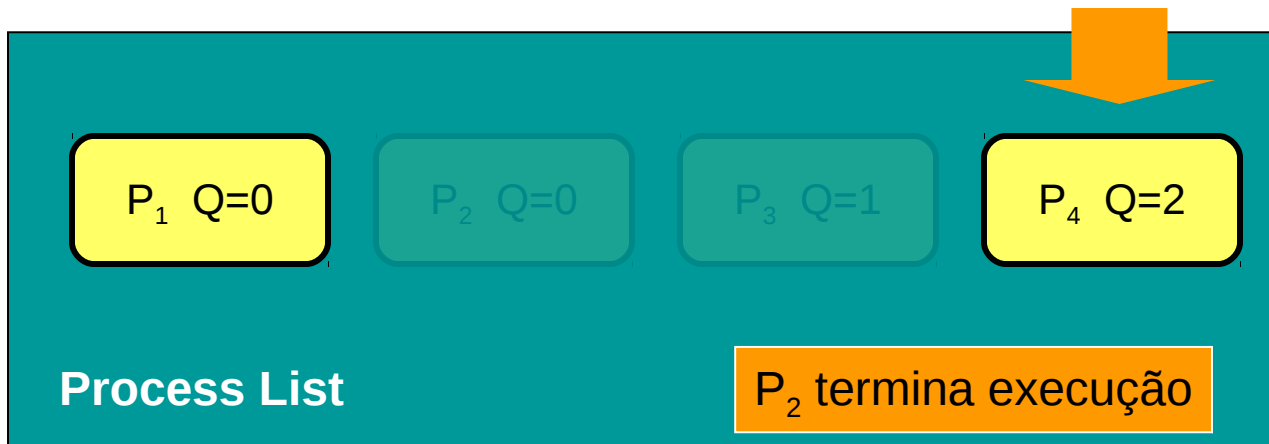 P₁ Q=0
P₂ Q=0
P₃ Q=1
P₄ Q=2
Process List
P₂ termina execução